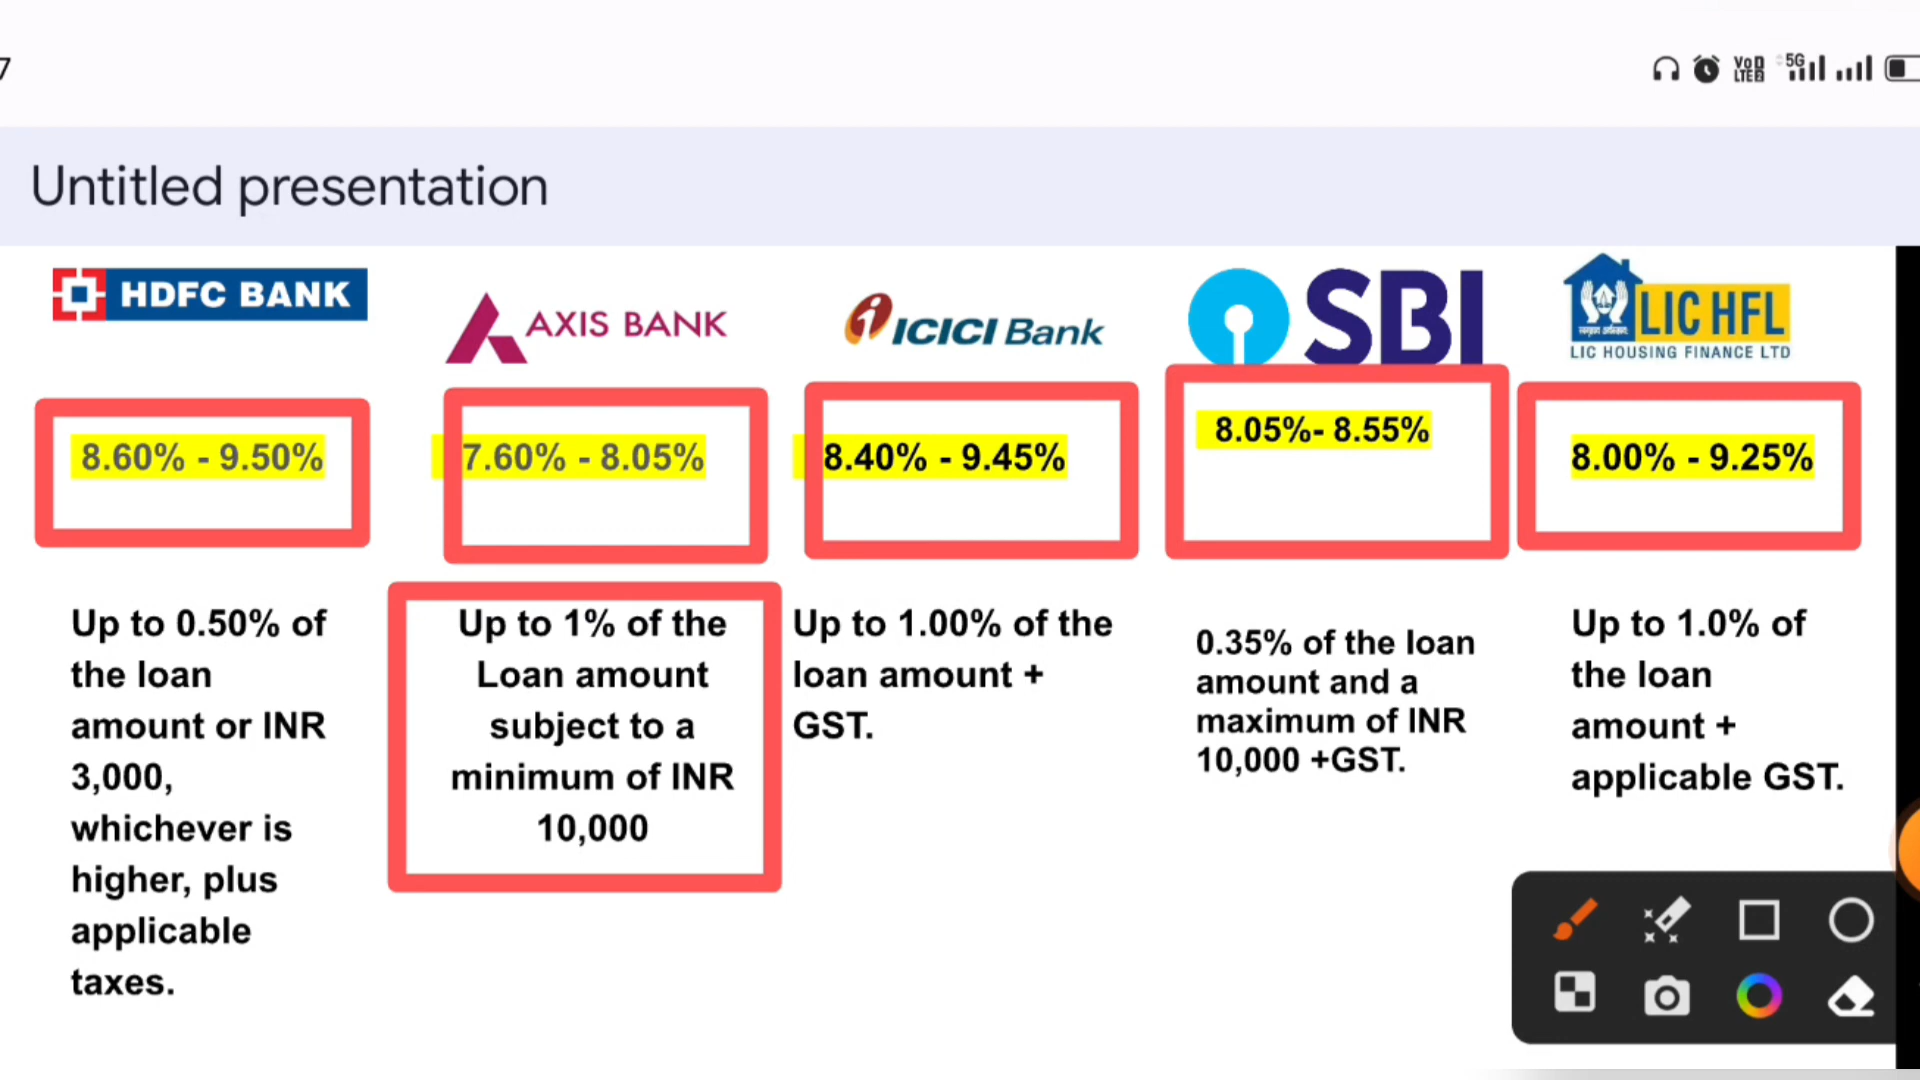 7
VoD
LTE2
5G
Untitled presentation
HDFC BANK
AXIS BANK
ICICI Bank
SBI
LIC HFL
LIC HOUSING FINANCE LTD
8.60% - 9.50%
7.60% - 8.05%
8.40% - 9.45%
8.05%- 8.55%
8.00% - 9.25%
Up to 0.50% of
the loan
amount or INR
3,000,
whichever is
higher, plus
applicable
taxes.
Up to 1% of the
Loan amount
subject to a
minimum of INR
10,000
Up to 1.00% of the
loan amount +
GST.
0.35% of the loan
amount and a
maximum of INR
10,000 +GST.
Up to 1.0% of
the loan
amount +
applicable GST.